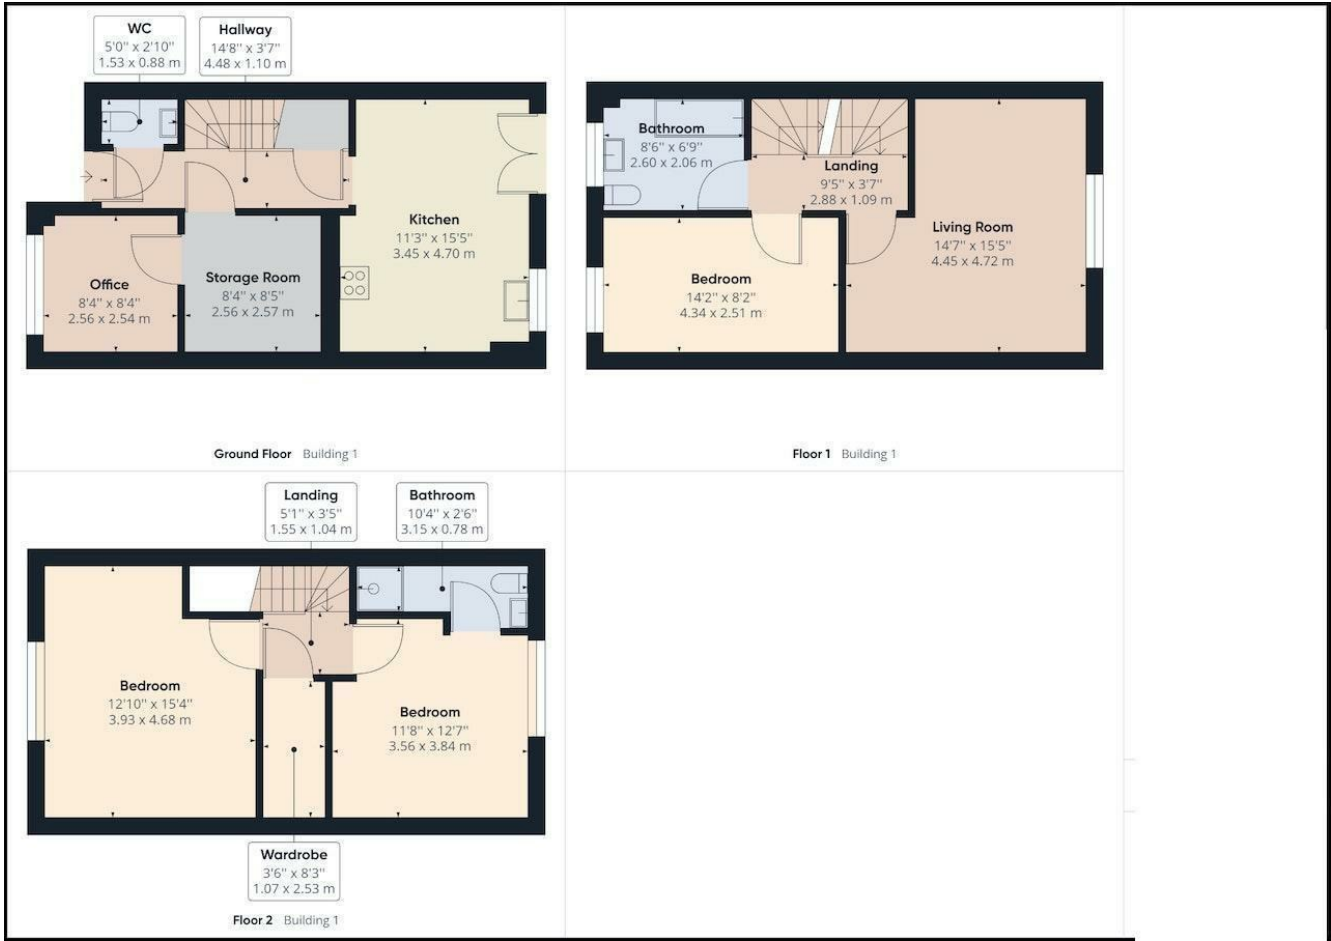 WC
5'0" x 2'10"
1.53 x 0.88 m
Hallway
14'8" x 3'7"
4.48 x 1.10 m
Kitchen
11'3" x 15'5"
3.45 x 4.70 m
Office
8'4" x 8'4"
2.56 x 2.54 m
Storage Room
8'4" x 8'5"
2.56 x 2.57 m
Ground Floor Building 1
Bathroom
8'6" x 6'9"
2.60 x 2.06 m
Landing
9'5" x 3'7"
2.88 x 1.09 m
Living Room
14'7" x 15'5"
4.45 x 4.72 m
Bedroom
14'2" x 8'2"
4.34 x 2.51 m
Floor 1 Building 1
Landing
5'1" x 3'5"
1.55 x 1.04 m
Bathroom
10'4" x 2'6"
3.15 x 0.78 m
Bedroom
12'10" x 15'4"
3.93 x 4.68 m
Bedroom
11'8" x 12'7"
3.56 x 3.84 m
Wardrobe
3'6" x 8'3"
1.07 x 2.53 m
Floor 2 Building 1